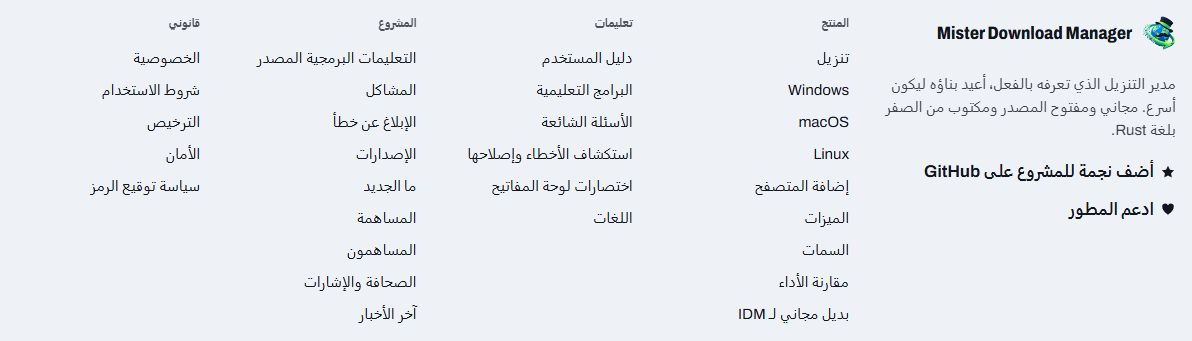 Mister Download Manager
مدير التنزيل الذي تعرفه بالفعل، أعيد بناؤه ليكون
أسرع. مجاني ومفتوح المصدر ومكتوب من الصفر
بلغة Rust.
أضف نجمة للمشروع على GitHub
ادعم المطور
المنتج
تنزيل
Windows
macOS
Linux
إضافة المتصفح
الميزات
السمات
مقارنة الأداء
بديل مجاني لـ IDM
تعليمات
دليل المستخدم
البرامج التعليمية
الأسئلة الشائعة
استكشاف الأخطاء وإصلاحها
اختصارات لوحة المفاتيح
اللغات
المشروع
التعليمات البرمجية المصدر
المشاكل
الإبلاغ عن خطأ
الإصدارات
ما الجديد
المساهمة
المساهمون
الصحافة والإشارات
آخر الأخبار
قانوني
الخصوصية
شروط الاستخدام
الترخيص
الأمان
سياسة توقيع الرمز